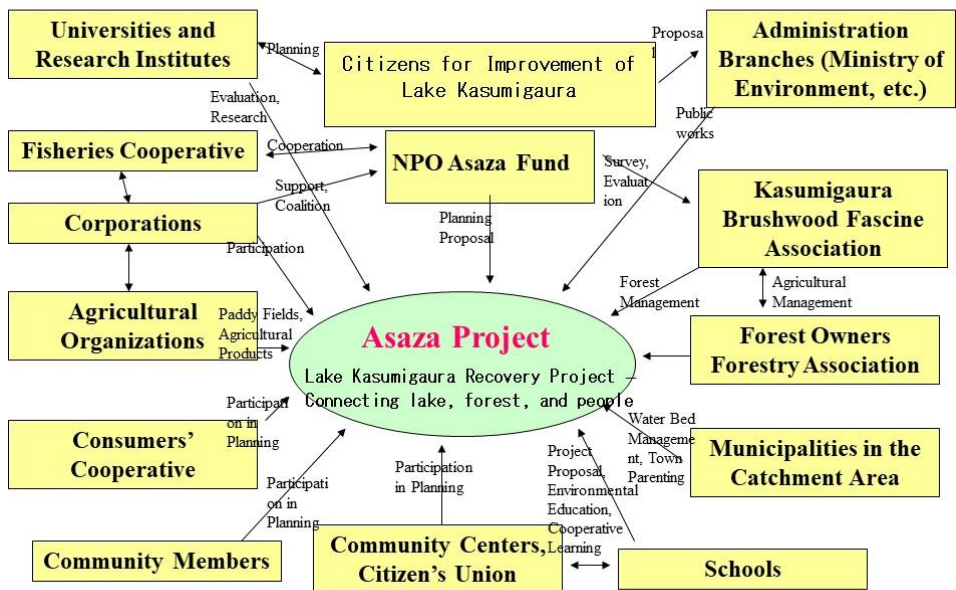 Universities and
Research Institutes
Planning
Citizens for Improvement of
Lake Kasumigaura
Proposa
l
Administration
Branches (Ministry of
Environment, etc.)
Evaluation,
Research
Public
works
Fisheries Cooperative
Cooperation
NPO Asaza Fund
Survey,
Evaluat
ion
Support,
Coalition
Kasumigaura
Brushwood Fascine
Association
Corporations
Planning
Proposal
Participation
Forest
Management
Agricultural
Management
Agricultural
Organizations
Paddy Fields,
Agricultural
Products
Asaza Project
Lake Kasumigaura Recovery Project –
Connecting lake, forest, and people
Forest Owners
Forestry Association
Consumers’
Cooperative
Participati
on in
Planning
Water Bed
Manageme
nt, Town
Parenting
Municipalities in the
Catchment Area
Participati
on in
Planning
Participation
in Planning
Project
Proposal,
Environmental
Education,
Cooperative
Learning
Community Members
Community Centers,
Citizen’s Union
Schools